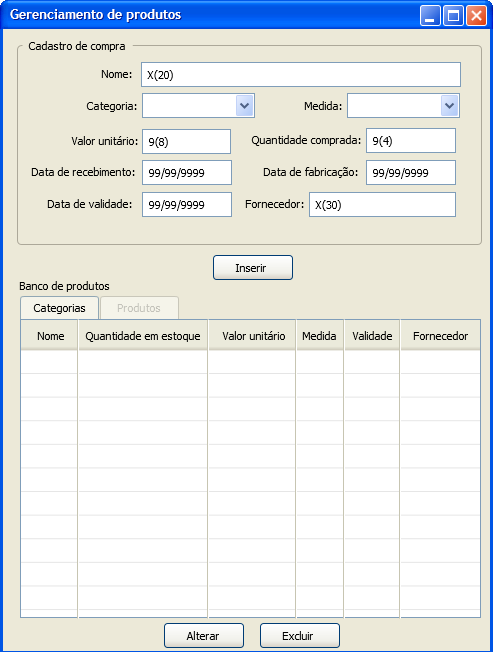 Gerenciamento de produtos
Cadastro de compra
Nome: X(20)
Categoria: Medida:
Valor unitário: 9(8) Quantidade comprada: 9(4)
Data de recebimento: 99/99/9999 Data de fabricação: 99/99/9999
Data de validade: 99/99/9999 Fornecedor: X(30)
Inserir
Banco de produtos
Categorias Produtos
Nome Quantidade em estoque Valor unitário Medida Validade Fornecedor
Alterar Excluir